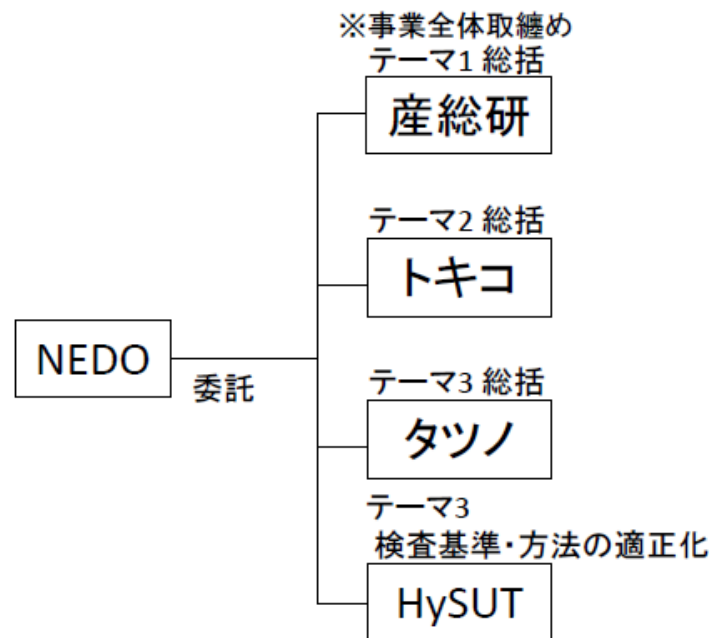 ※事業全体取纏め
テーマ1 総括
産総研
テーマ2 総括
トキコ
NEDO
委託
テーマ3 総括
タツノ
テーマ3
検査基準・方法の適正化
HySUT